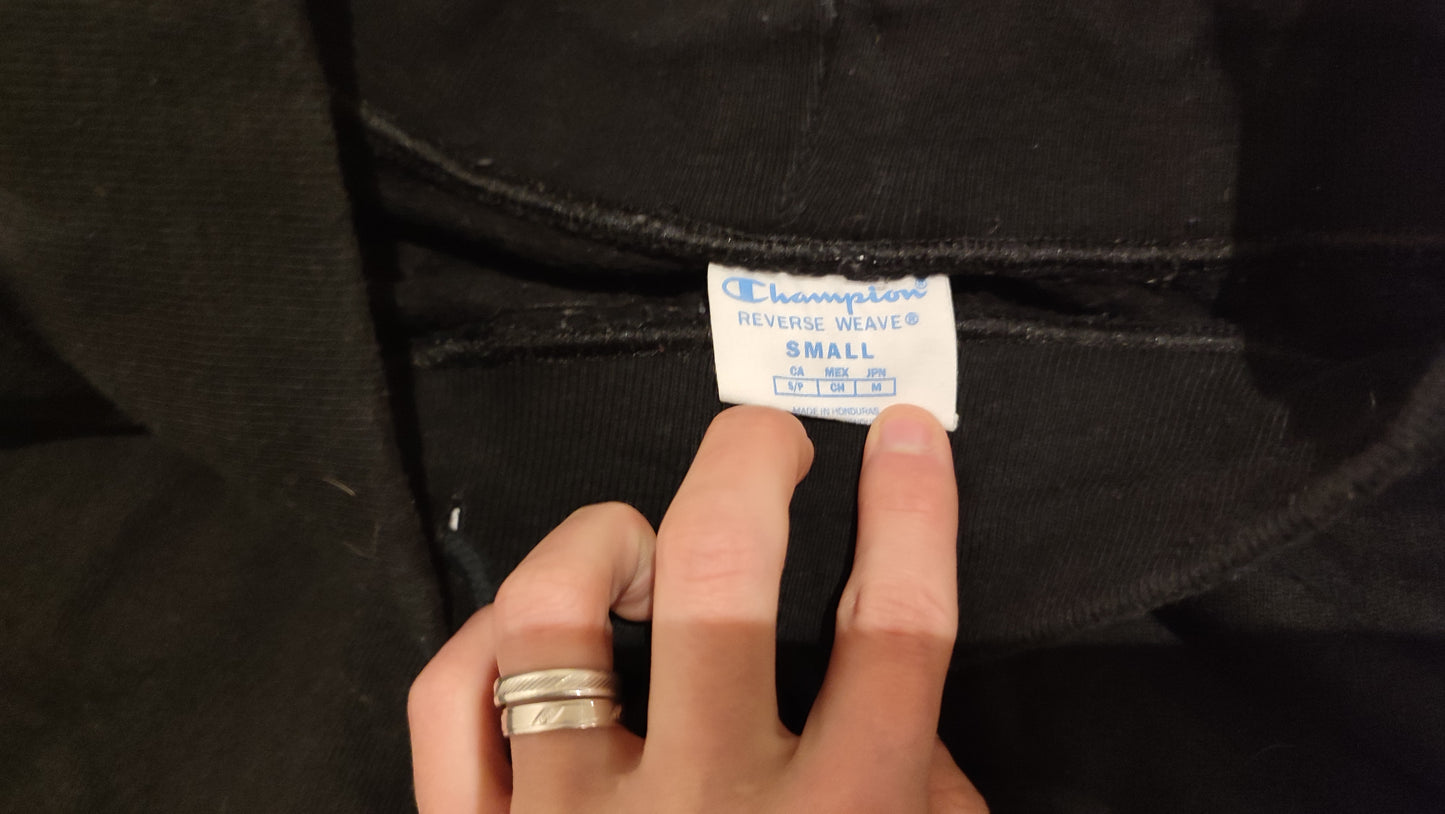 Champion®
REVERSE WEAVE®
SMALL
CA MEX JPN
S/P CH M
MADE IN HONDURAS